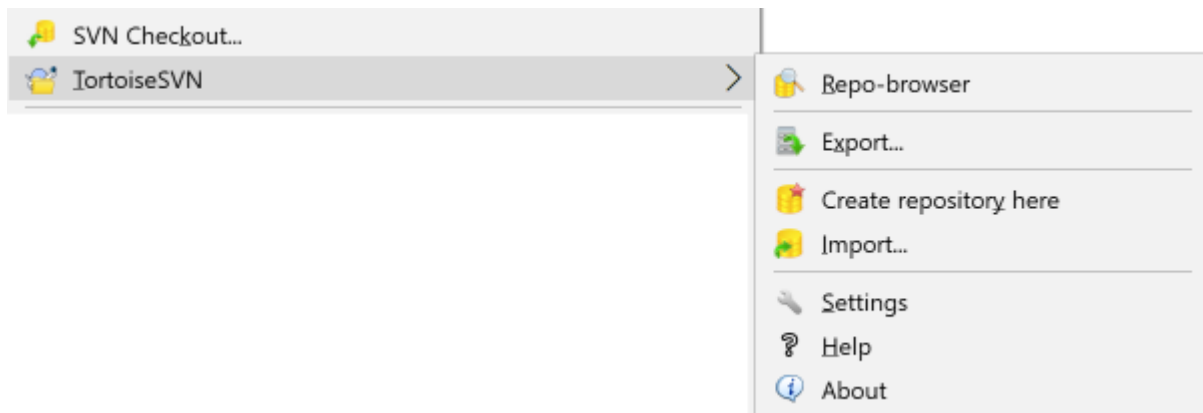 SVN Checkout...
TortoiseSVN
Repo-browser
Export...
Create repository here
Import...
Settings
Help
About